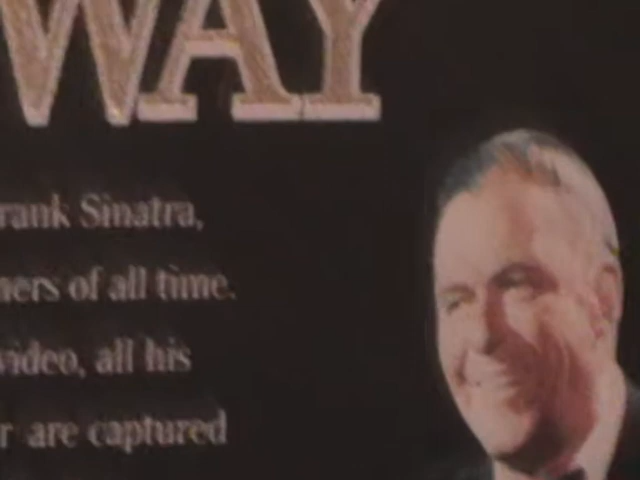 WAY
rank Sinatra,
ners of all time.
video, all his
r are captured